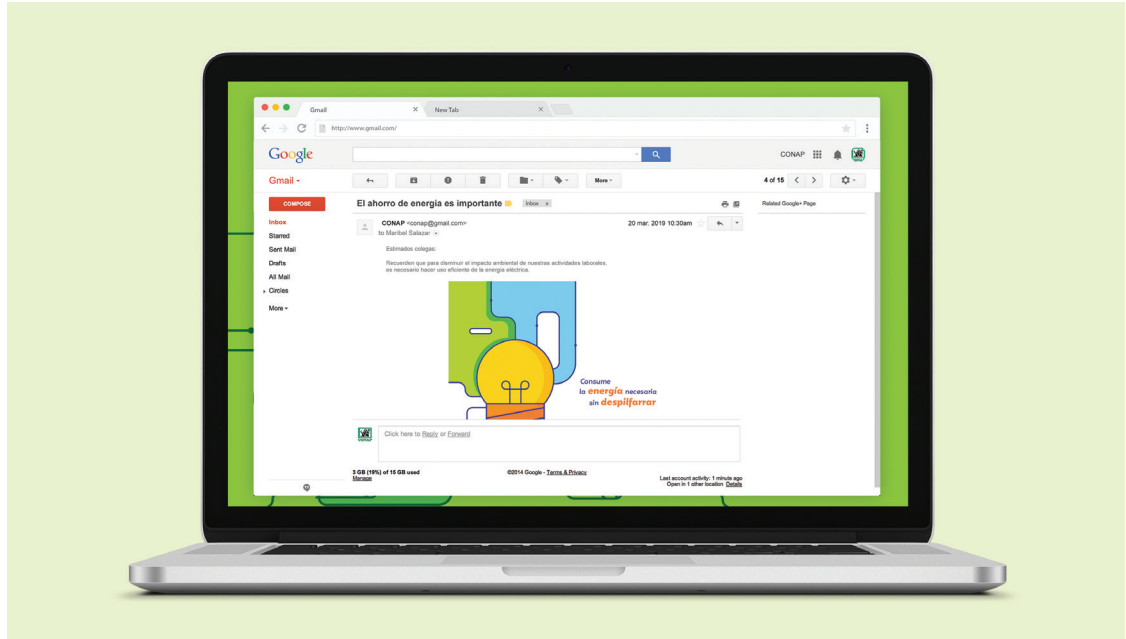 Gmail
New Tab
http://www.gmail.com/
Google
CONAP
Gmail
More
4 of 15
COMPOSE
El ahorro de energia es importante
Inbox x
Related Google+ Page
Inbox
Starred
Sent Mail
Drafts
All Mail
Circles
More
CONAP <conap@gmail.com>
to Maribel Salazar
20 mar. 2019 10:30am
Estimados colegas:
Recuerden que para disminuir el impacto ambiental de nuestras actividades laborales,
es necesario hacer uso eficiente de la energía eléctrica.
Consume
la energía necesaria
sin despilfarrar
Click here to Reply or Forward
3 GB (19%) of 15 GB used
Manage
©2014 Google - Terms & Privacy
Last account activity: 1 minute ago
Open in 1 other location Details